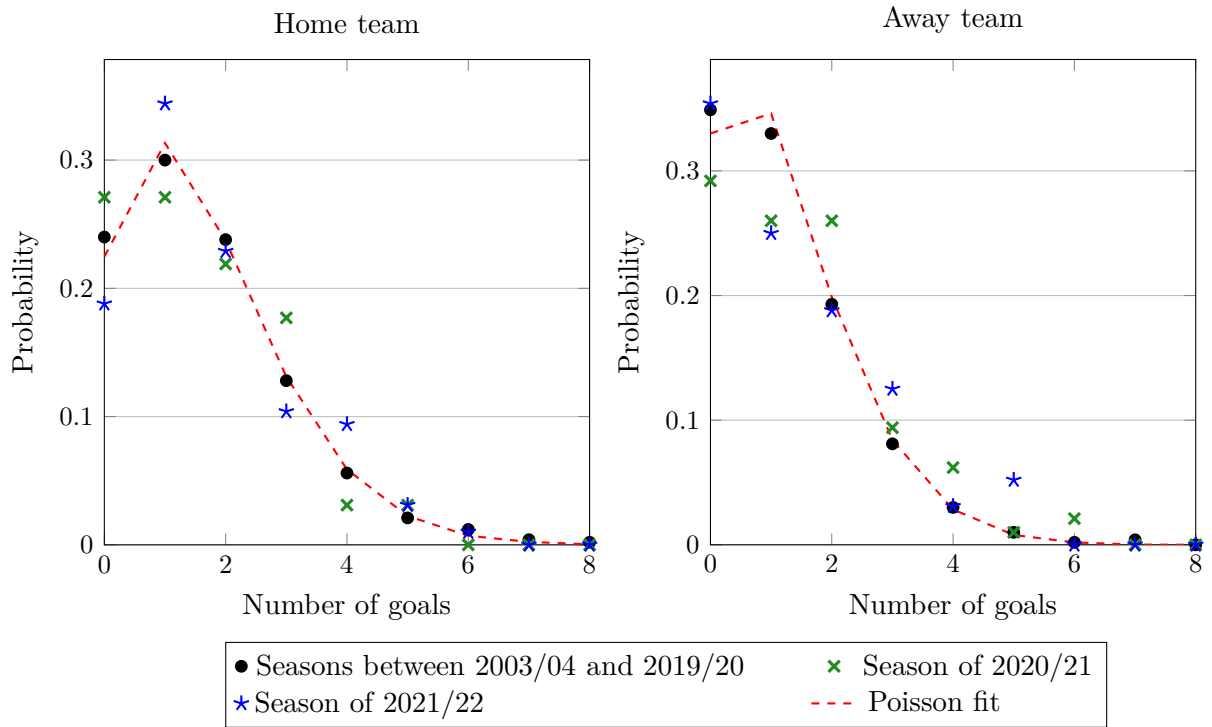 Home team
Away team
0.3
0.2
0.1
0
Probability
0 2 4 6 8
Number of goals
0.3
0.2
0.1
0
Probability
0 2 4 6 8
Number of goals
Seasons between 2003/04 and 2019/20
Season of 2020/21
Season of 2021/22
Poisson fit